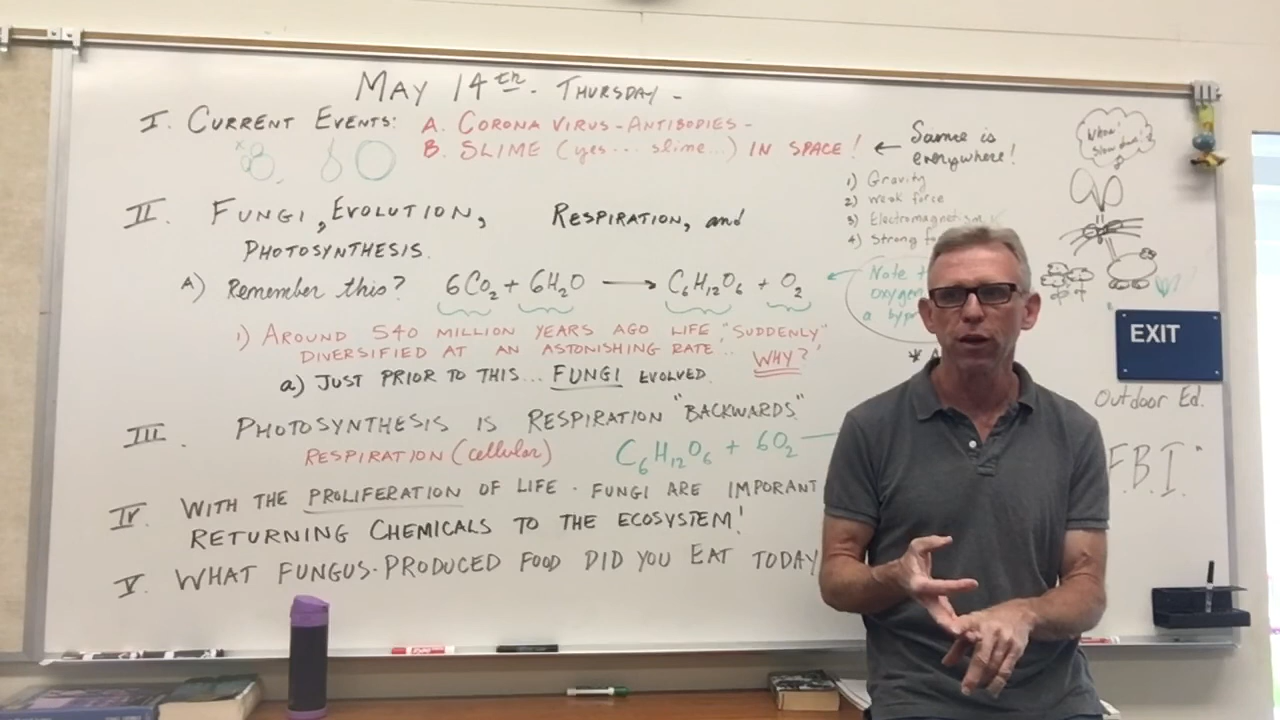 MAY 14th. THURSDAY -
I. CURRENT EVENTS: A. CORONA VIRUS - ANTIBODIES -
B. SLIME (yes... slime...) IN SPACE! ← Same is everywhere!
1) Gravity
2) weak force
3) Electromagnetism
4) Strong
Whoa! Slow down!
II. FUNGI, EVOLUTION, RESPIRATION, and
PHOTOSYNTHESIS.
A) Remember this? 6CO2 + 6H2O → C6H12O6 + O2
Note
oxygen
a
1) AROUND 540 MILLION YEARS AGO LIFE, "SUDDENLY"
DIVERSIFIED AT AN ASTONISHING RATE.. WHY?
a) JUST PRIOR TO THIS... FUNGI EVOLVED.
III. PHOTOSYNTHESIS IS RESPIRATION "BACKWARDS"
RESPIRATION (cellular) C6H12O6 + 6O2
IV. WITH THE PROLIFERATION OF LIFE. FUNGI ARE IMPORANT
RETURNING CHEMICALS TO THE ECOSYSTEM!
V. WHAT FUNGUS-PRODUCED FOOD DID YOU EAT TODAY
EXIT
Outdoor Ed.
F.B.I."